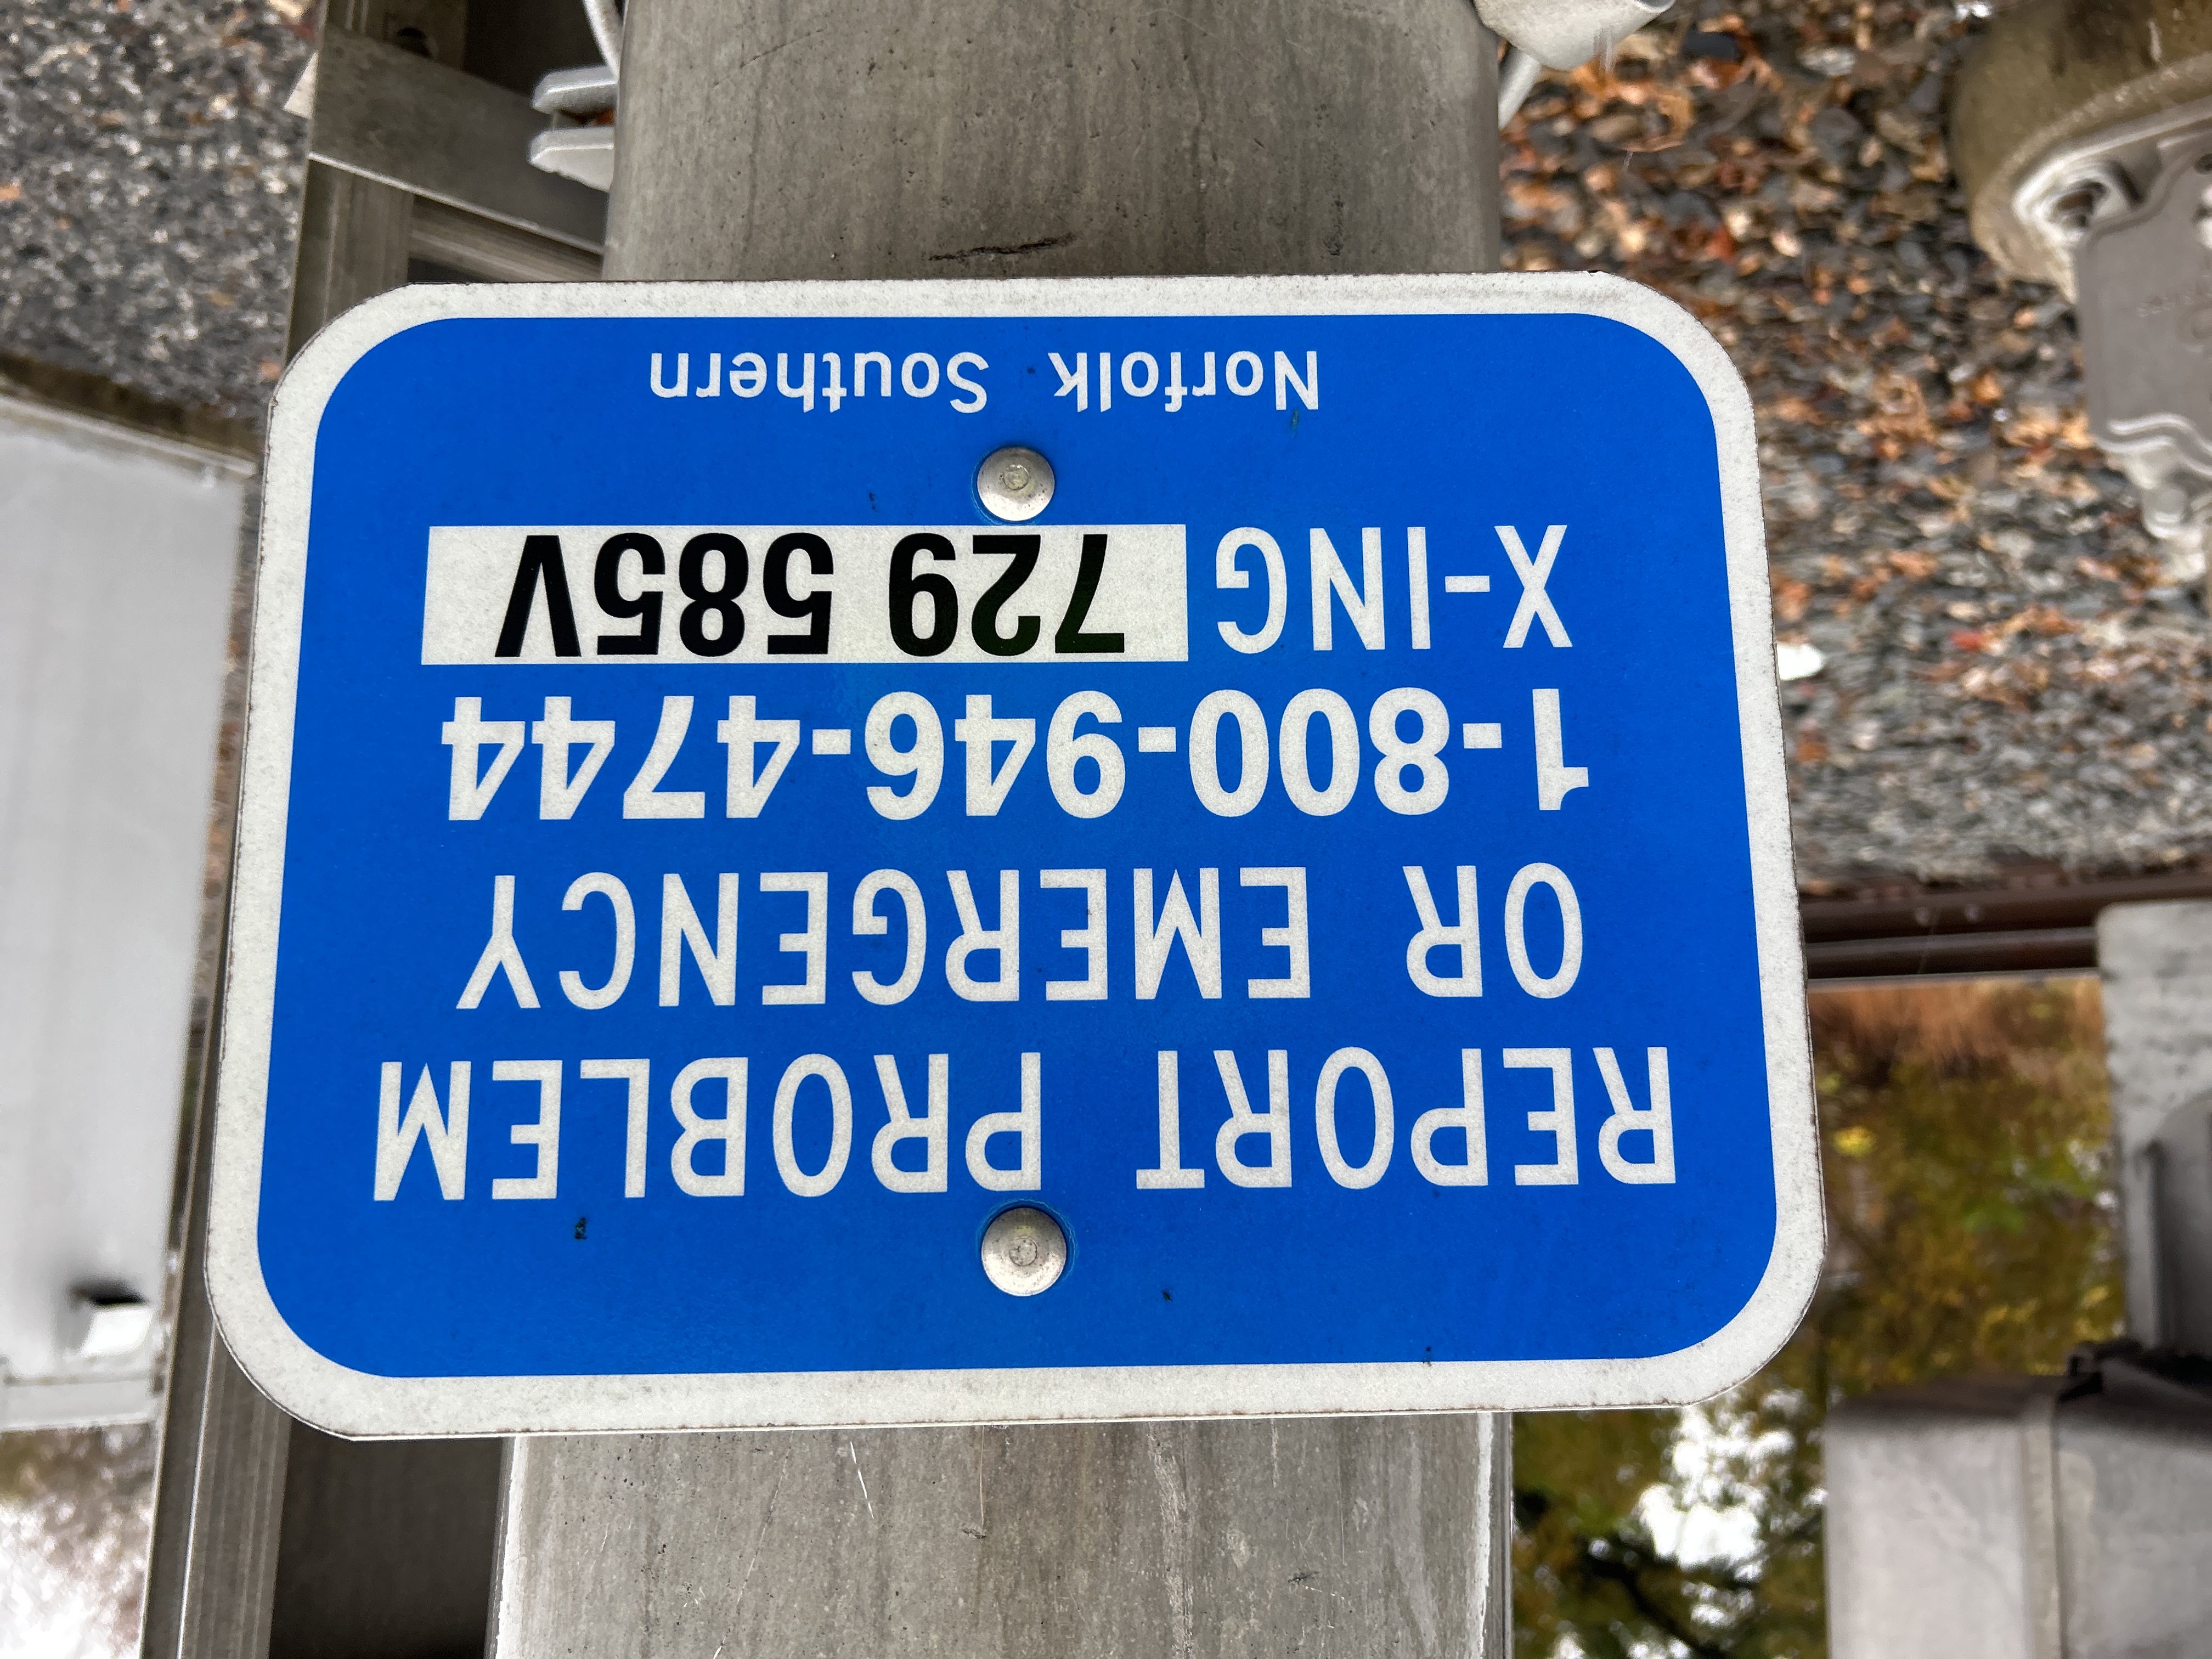 REPORT PROBLEM
OR EMERGENCY
1-800-946-4744
X-ING 729 585V
Norfolk Southern